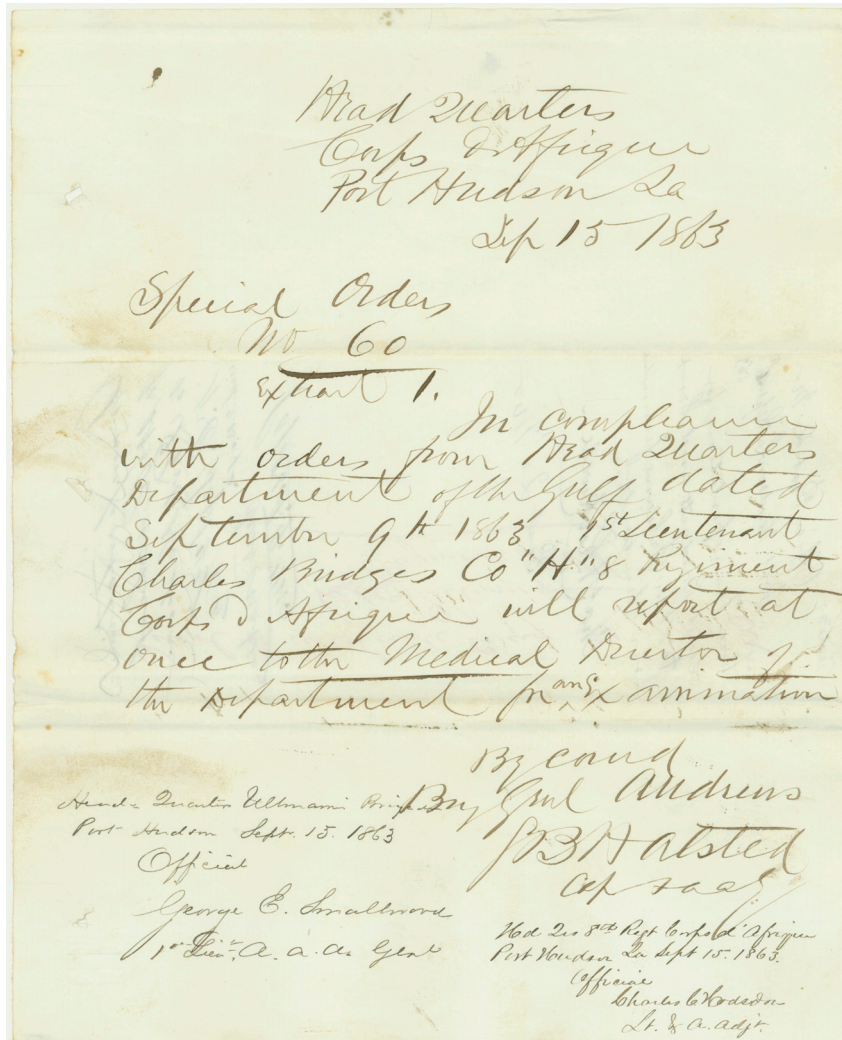 Head Quarters
Corps D'Afrique
Port Hudson La
Sep 15 1863
Special Orders
No 60
Extract 1.
In compliance
with orders from Head Quarters
Department of the Gulf dated
September 9th 1863 1st Lieutenant
Charles Bridges Co "H" 8 Regiment
Corps d Afrique will report at
once to the Medical Director of
the Department for an Examination
By comd
Brig Genl Andrews
G B Halsted
Cap & AAG
Head Quarters Ullmann's Brigade
Port Hudson Sept. 15. 1863
Official
George E. Smallwood
1st Lieut. A. a. a. Genl
Hd Qrs 8th Regt Corps d' Afrique
Port Hudson La Sept 15. 1863.
Official
Charles C Hodsdon
Lt. & a. adjt.